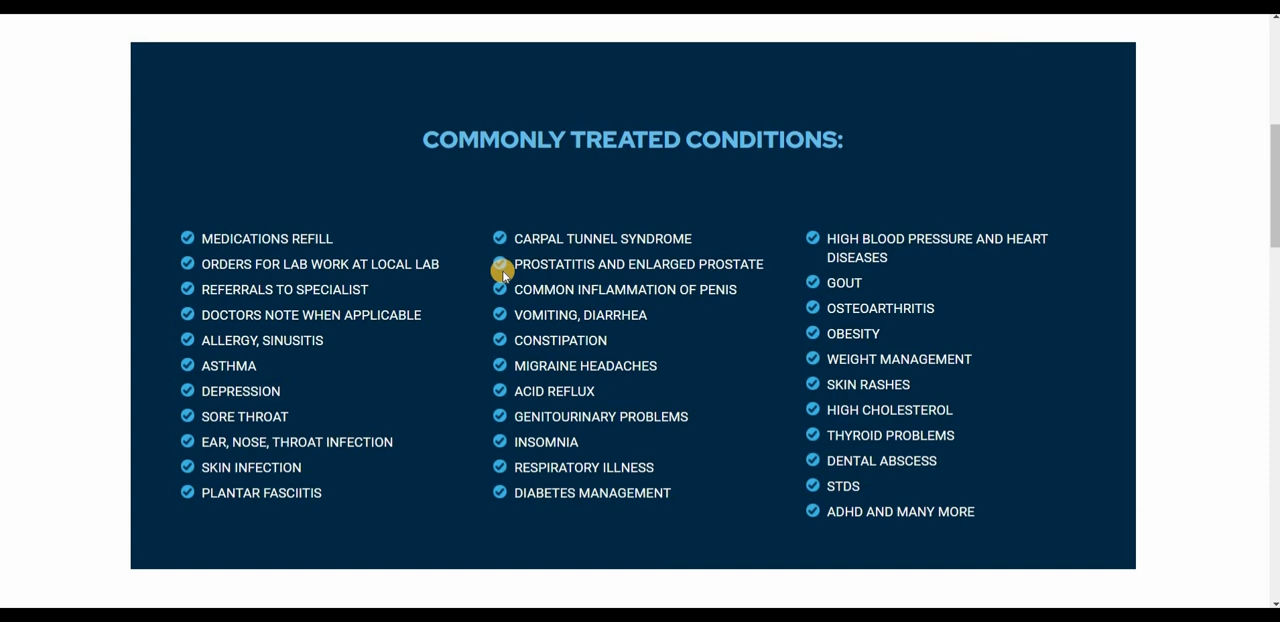 COMMONLY TREATED CONDITIONS:
MEDICATIONS REFILL
ORDERS FOR LAB WORK AT LOCAL LAB
REFERRALS TO SPECIALIST
DOCTORS NOTE WHEN APPLICABLE
ALLERGY, SINUSITIS
ASTHMA
DEPRESSION
SORE THROAT
EAR, NOSE, THROAT INFECTION
SKIN INFECTION
PLANTAR FASCIITIS
CARPAL TUNNEL SYNDROME
PROSTATITIS AND ENLARGED PROSTATE
COMMON INFLAMMATION OF PENIS
VOMITING, DIARRHEA
CONSTIPATION
MIGRAINE HEADACHES
ACID REFLUX
GENITOURINARY PROBLEMS
INSOMNIA
RESPIRATORY ILLNESS
DIABETES MANAGEMENT
HIGH BLOOD PRESSURE AND HEART
DISEASES
GOUT
OSTEOARTHRITIS
OBESITY
WEIGHT MANAGEMENT
SKIN RASHES
HIGH CHOLESTEROL
THYROID PROBLEMS
DENTAL ABSCESS
STDS
ADHD AND MANY MORE